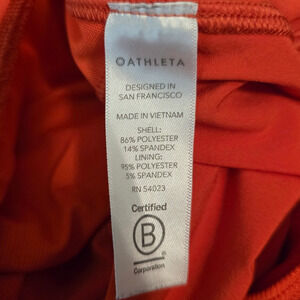 ATHLETA
DESIGNED IN
SAN FRANCISCO
MADE IN VIETNAM
SHELL:
86% POLYESTER
14% SPANDEX
LINING:
95% POLYESTER
5% SPANDEX
RN 54023
Certified
B
Corporation